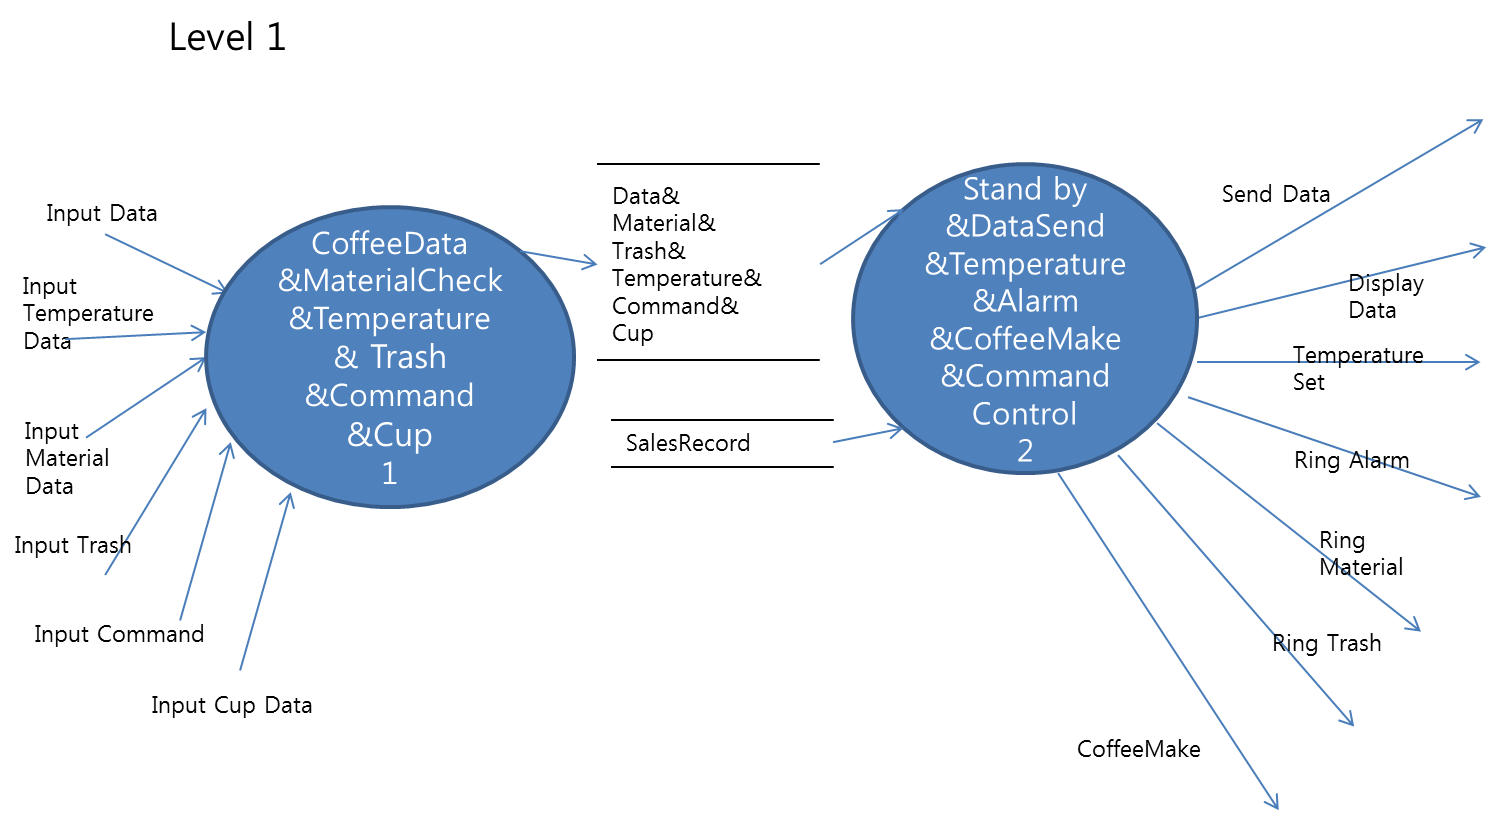 Level 1
Input Data
Input
Temperature
Data
Input
Material
Data
Input Trash
Input Command
Input Cup Data
CoffeeData
&MaterialCheck
&Temperature
& Trash
&Command
&Cup
1
Data&
Material&
Trash&
Temperature&
Command&
Cup
SalesRecord
Stand by
&DataSend
&Temperature
&Alarm
&CoffeeMake
&Command
Control
2
Send Data
Display
Data
Temperature
Set
Ring Alarm
Ring
Material
Ring Trash
CoffeeMake